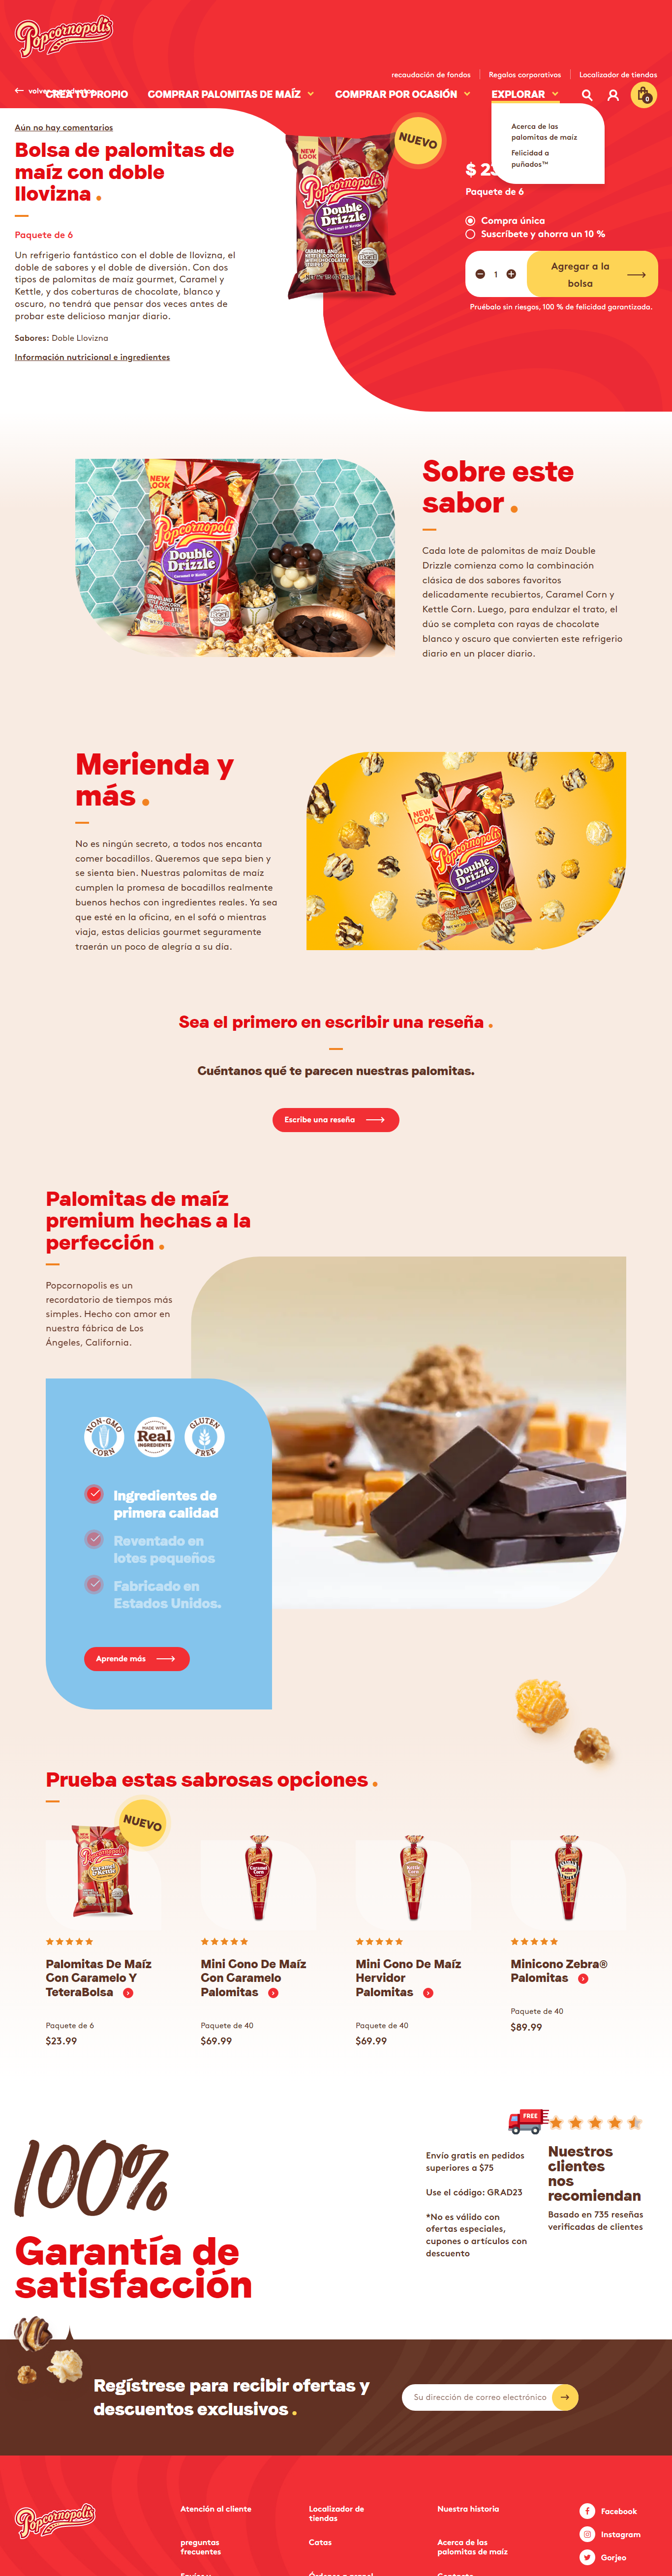 Popcornopolis
recaudación de fondos
Regalos corporativos
Localizador de tiendas
CREA TU PROPIO
COMPRAR PALOMITAS DE MAÍZ
COMPRAR POR OCASIÓN
EXPLORAR
0
Acerca de las
palomitas de maíz
Felicidad a
puñados™
Aún no hay comentarios
Bolsa de palomitas de
maíz con doble
llovizna.
Paquete de 6
Un refrigerio fantástico con el doble de llovizna, el
doble de sabores y el doble de diversión. Con dos
tipos de palomitas de maíz gourmet, Caramel y
Kettle, y dos coberturas de chocolate, blanco y
oscuro, no tendrá que pensar dos veces antes de
probar este delicioso manjar diario.
Sabores: Doble Llovizna
Información nutricional e ingredientes
NEW
LOOK
Popcornopolis
Double
Drizzle
Caramel & Kettle
NUEVO
Paquete de 6
Compra única
Suscríbete y ahorra un 10 %
1
Agregar a la
bolsa
Pruébalo sin riesgos, 100 % de felicidad garantizada.
NEW
LOOK
Popcornopolis
Double
Drizzle
Caramel & Kettle
Sobre este
sabor.
Cada lote de palomitas de maíz Double
Drizzle comienza como la combinación
clásica de dos sabores favoritos
delicadamente recubiertos, Caramel Corn y
Kettle Corn. Luego, para endulzar el trato, el
dúo se completa con rayas de chocolate
blanco y oscuro que convierten este refrigerio
diario en un placer diario.
Merienda y
más.
No es ningún secreto, a todos nos encanta
comer bocadillos. Queremos que sepa bien y
se sienta bien. Nuestras palomitas de maíz
cumplen la promesa de bocadillos realmente
buenos hechos con ingredientes reales. Ya sea
que esté en la oficina, en el sofá o mientras
viaja, estas delicias gourmet seguramente
traerán un poco de alegría a su día.
NEW
LOOK
Popcornopolis
Double
Drizzle
Sea el primero en escribir una reseña.
Cuéntanos qué te parecen nuestras palomitas.
Escribe una reseña
Palomitas de maíz
premium hechas a la
perfección.
Popcornopolis es un
recordatorio de tiempos más
simples. Hecho con amor en
nuestra fábrica de Los
Ángeles, California.
NON-GMO
CORN
MADE WITH
Real
INGREDIENTS
GLUTEN
FREE
Ingredientes de
primera calidad
Reventado en
lotes pequeños
Fabricado en
Estados Unidos.
Aprende más
Prueba estas sabrosas opciones.
NUEVO
Palomitas De Maíz
Con Caramelo Y
TeteraBolsa
Paquete de 6
$23.99
Mini Cono De Maíz
Con Caramelo
Palomitas
Paquete de 40
$69.99
Mini Cono De Maíz
Hervidor
Palomitas
Paquete de 40
$69.99
Minicono Zebra®
Palomitas
Paquete de 40
$89.99
100%
Garantía de
satisfacción
FREE
Envío gratis en pedidos
superiores a $75
Use el código: GRAD23
*No es válido con
ofertas especiales,
cupones o artículos con
descuento
Nuestros
clientes
nos
recomiendan
Basado en 735 reseñas
verificadas de clientes
Regístrese para recibir ofertas y
descuentos exclusivos.
Su dirección de correo electrónico
Popcornopolis
Atención al cliente
preguntas
frecuentes
Localizador de
tiendas
Catas
Nuestra historia
Acerca de las
palomitas de maíz
Facebook
Instagram
Gorjeo